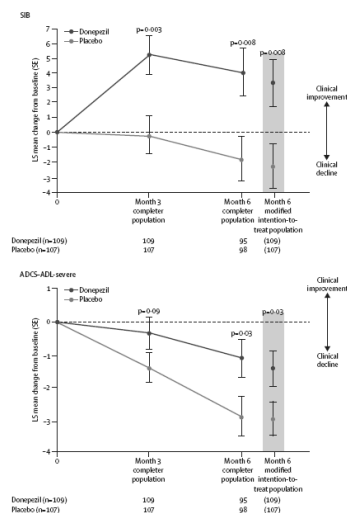 SIB
LS mean change from baseline (SE)
7
6
5
4
3
2
1
0
−1
−2
−3
−4
Donepezil
Placebo
p=0·003
p=0·008
p=0·008
Clinical
improvement
Clinical
decline
0
Month 3
completer
population
Month 6
completer
population
Month 6
modified
intention-to-
treat population
Donepezil (n=109) 109 95 (109)
Placebo (n=107) 107 98 (107)
ADCS-ADL-severe
LS mean change from baseline (SE)
1
0
−1
−2
−3
−4
Donepezil
Placebo
p=0·09
p=0·03
p=0·03
Clinical
improvement
Clinical
decline
0
Month 3
completer
population
Month 6
completer
population
Month 6
modified
intention-to-
treat population
Donepezil (n=109) 109 95 (109)
Placebo (n=107) 107 98 (107)